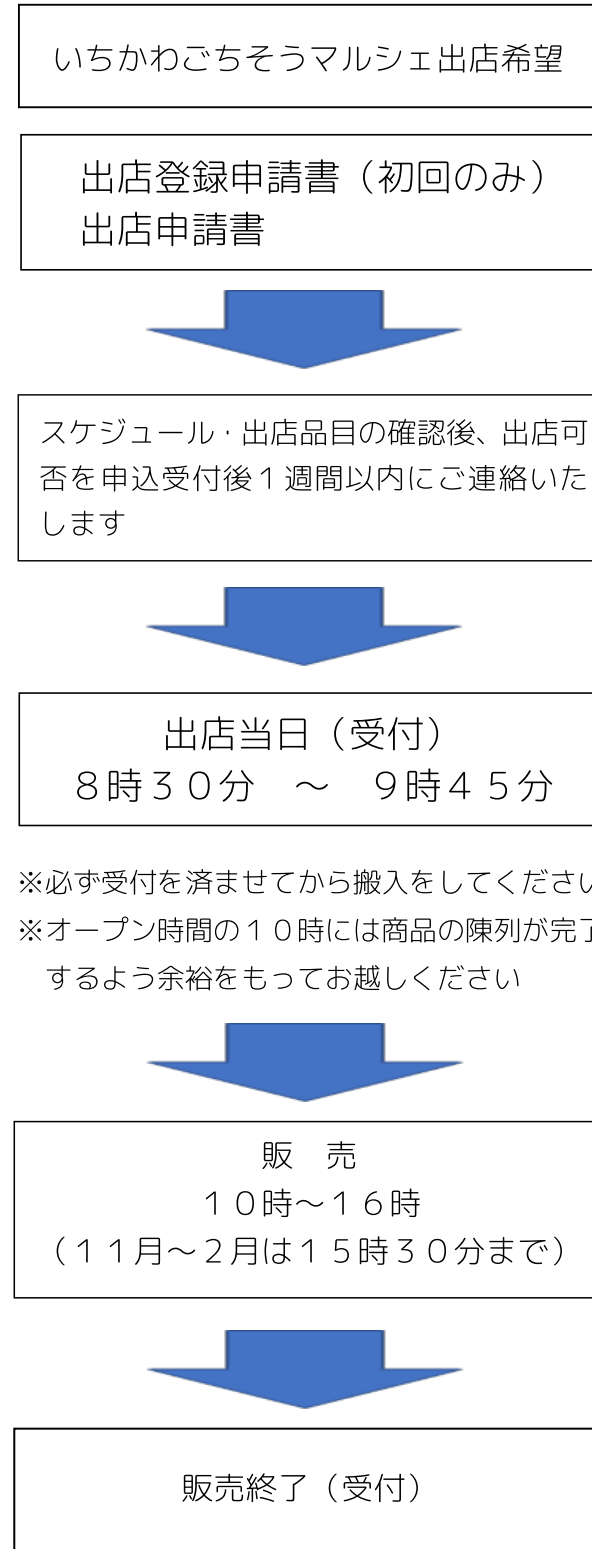 いちかわごちそうマルシェ出店希望
出店登録申請書（初回のみ）
出店申請書
スケジュール・出店品目の確認後、出店可
否を申込受付後１週間以内にご連絡いた
します
出店当日（受付）
８時３０分　～　９時４５分
※必ず受付を済ませてから搬入をしてください
※オープン時間の１０時には商品の陳列が完了
するよう余裕をもってお越しください
販　売
１０時～１６時
（１１月～２月は１５時３０分まで）
販売終了（受付）